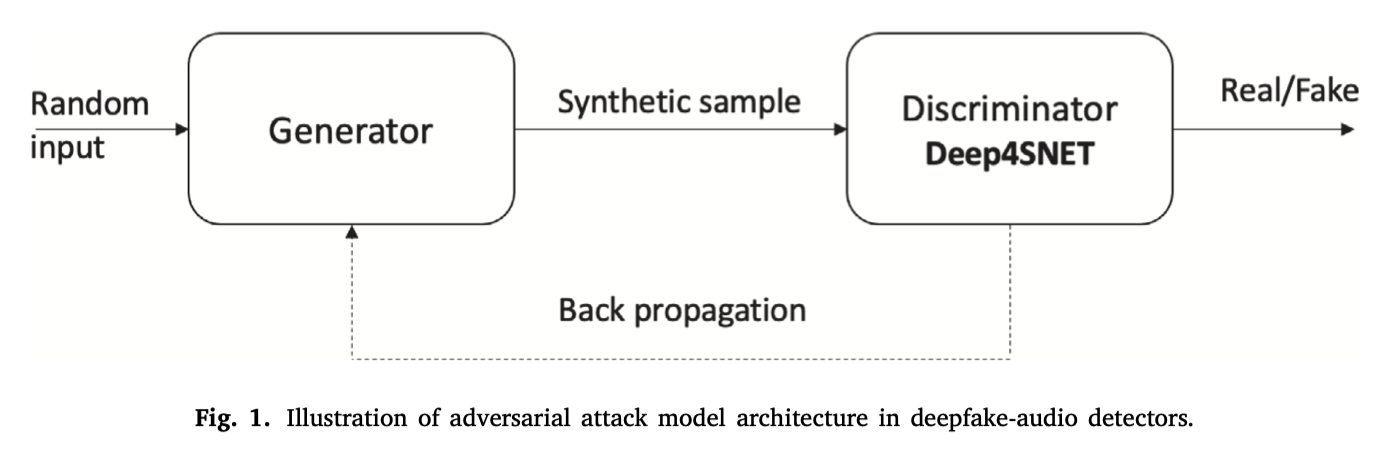 Random
input
Generator
Synthetic sample
Discriminator
Deep4SNET
Real/Fake
Back propagation
Fig. 1. Illustration of adversarial attack model architecture in deepfake-audio detectors.